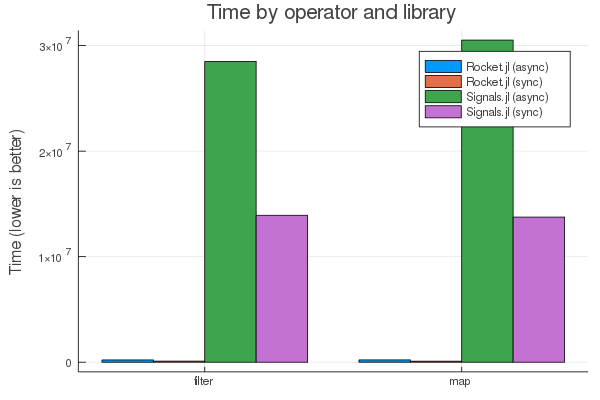 Time by operator and library
Time (lower is better)
3×10 7
2×10 7
1×10 7
0
Rocket.jl (async)
Rocket.jl (sync)
Signals.jl (async)
Signals.jl (sync)
filter
map